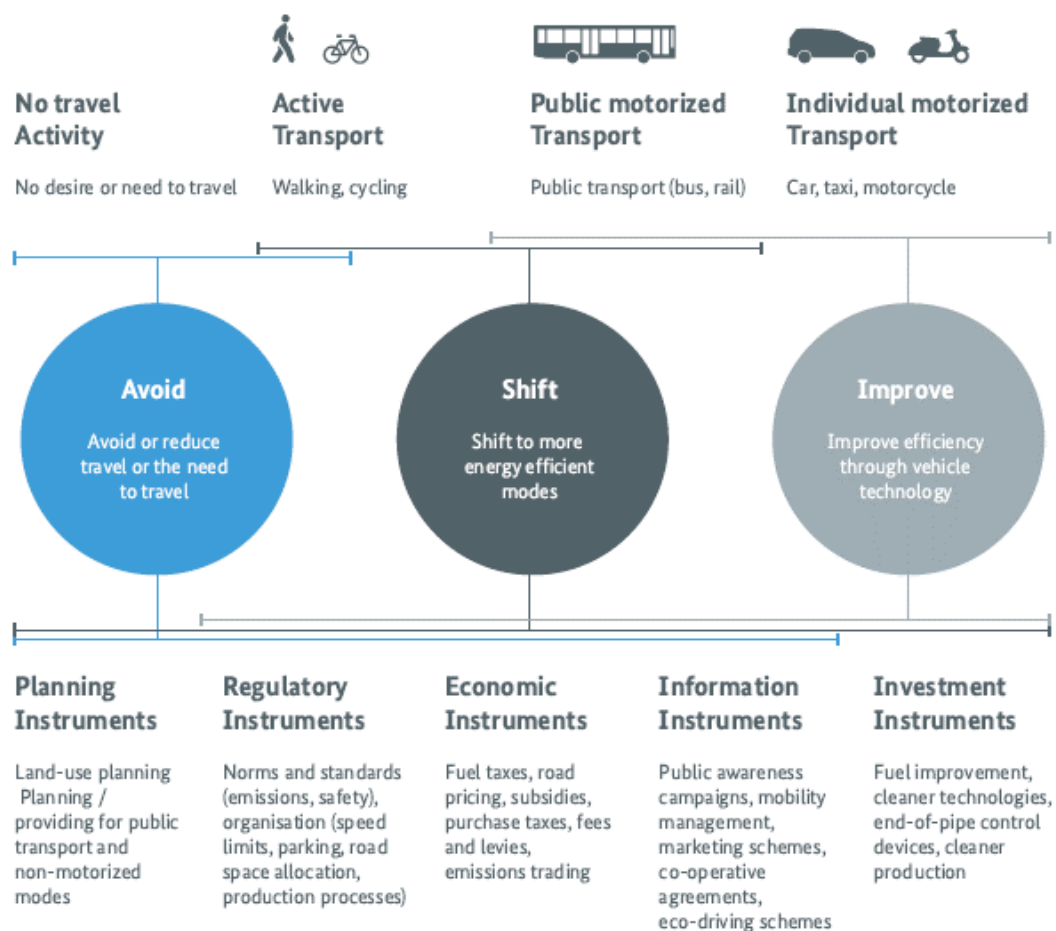 No travel
Activity
No desire or need to travel
Active
Transport
Walking, cycling
Public motorized
Transport
Public transport (bus, rail)
Individual motorized
Transport
Car, taxi, motorcycle
Avoid
Avoid or reduce
travel or the need
to travel
Shift
Shift to more
energy efficient
modes
Improve
Improve efficiency
through vehicle
technology
Planning
Instruments
Land-use planning
Planning /
providing for public
transport and
non-motorized
modes
Regulatory
Instruments
Norms and standards
(emissions, safety),
organisation (speed
limits, parking, road
space allocation,
production processes)
Economic
Instruments
Fuel taxes, road
pricing, subsidies,
purchase taxes, fees
and levies,
emissions trading
Information
Instruments
Public awareness
campaigns, mobility
management,
marketing schemes,
co-operative
agreements,
eco-driving schemes
Investment
Instruments
Fuel improvement,
cleaner technologies,
end-of-pipe control
devices, cleaner
production